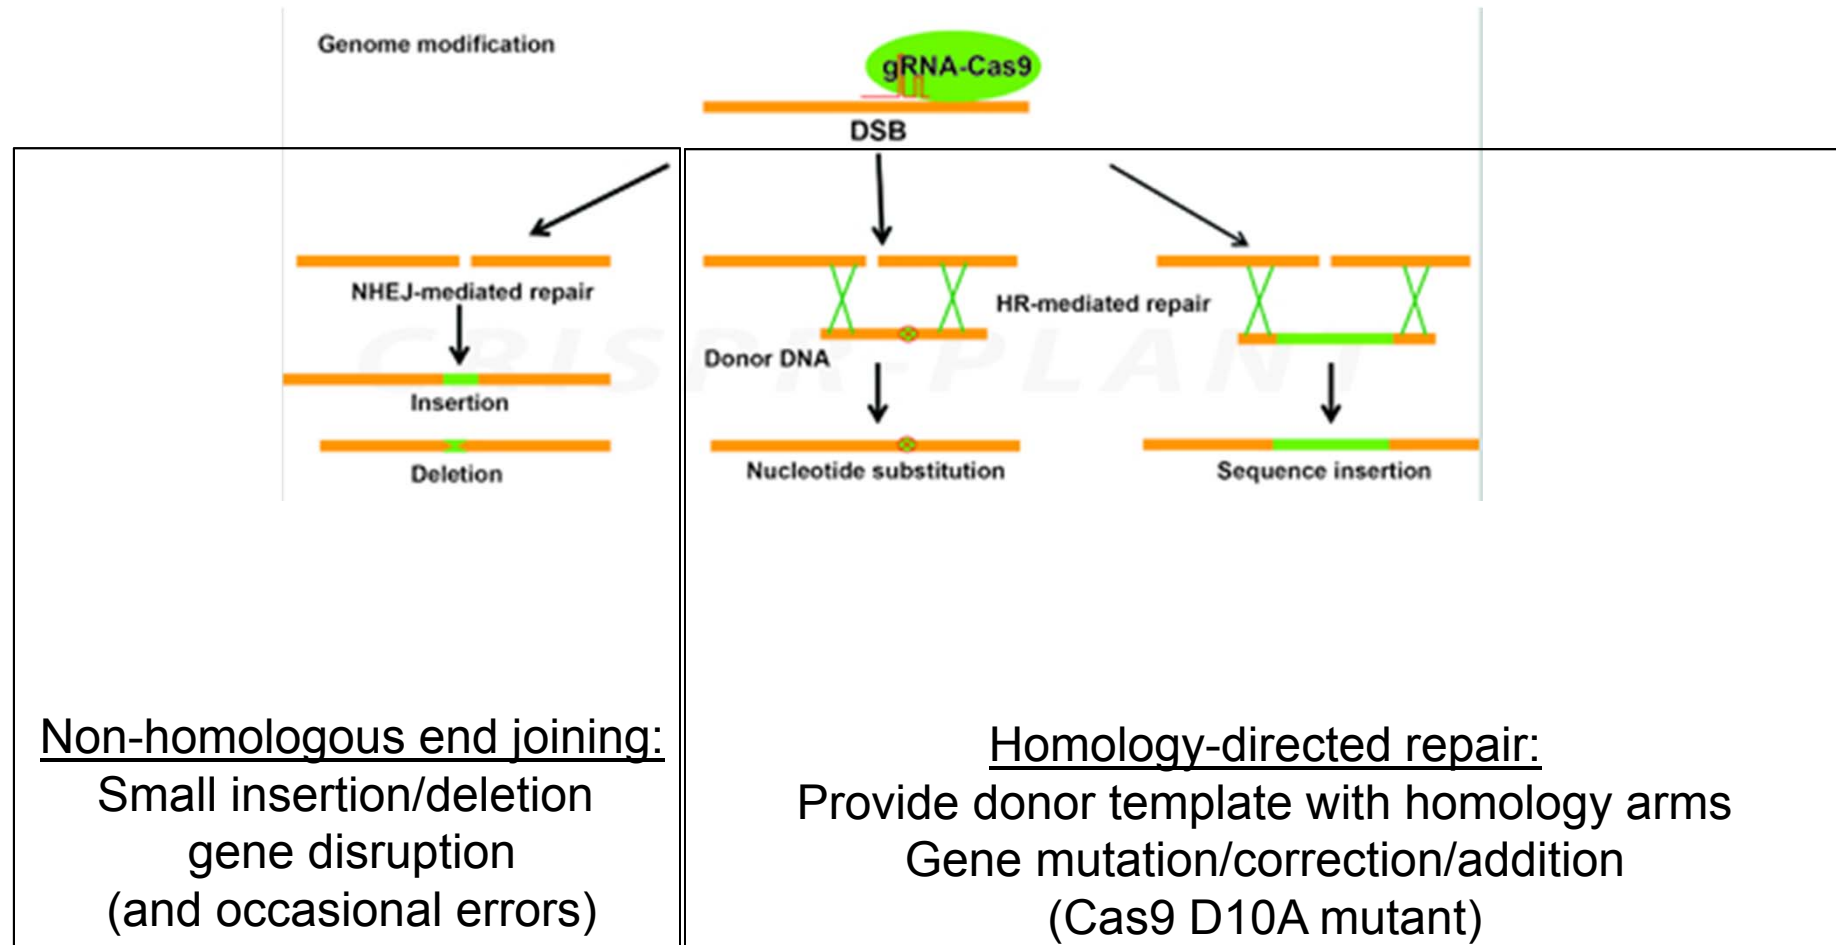 Genome modification
gRNA-Cas9
DSB
NHEJ-mediated repair
Insertion
Deletion
HR-mediated repair
Donor DNA
Nucleotide substitution
Sequence insertion
CRISPR-PLANT
Non-homologous end joining:
Small insertion/deletion
gene disruption
(and occasional errors)
Homology-directed repair:
Provide donor template with homology arms
Gene mutation/correction/addition
(Cas9 D10A mutant)